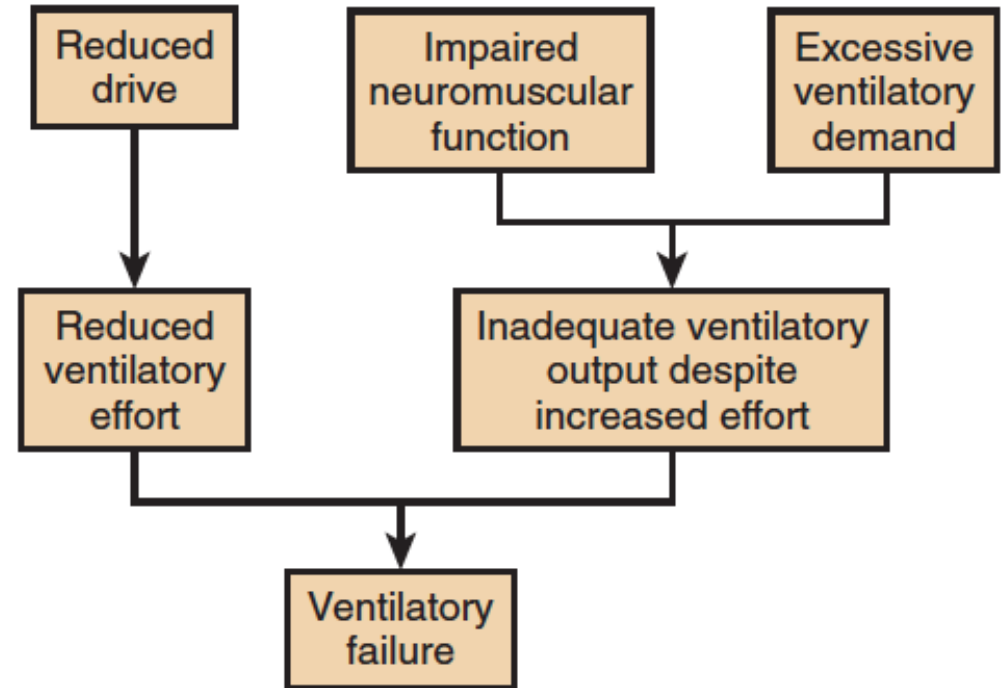 Reduced
drive
Impaired
neuromuscular
function
Excessive
ventilatory
demand
Reduced
ventilatory
effort
Inadequate ventilatory
output despite
increased effort
Ventilatory
failure